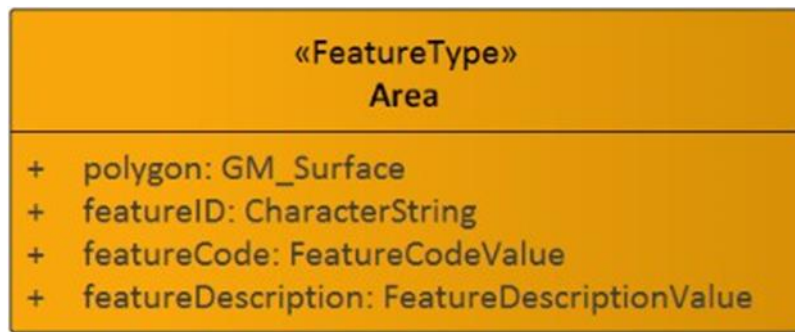 «FeatureType»
Area
+ polygon: GM_Surface
+ featureID: CharacterString
+ featureCode: FeatureCodeValue
+ featureDescription: FeatureDescriptionValue